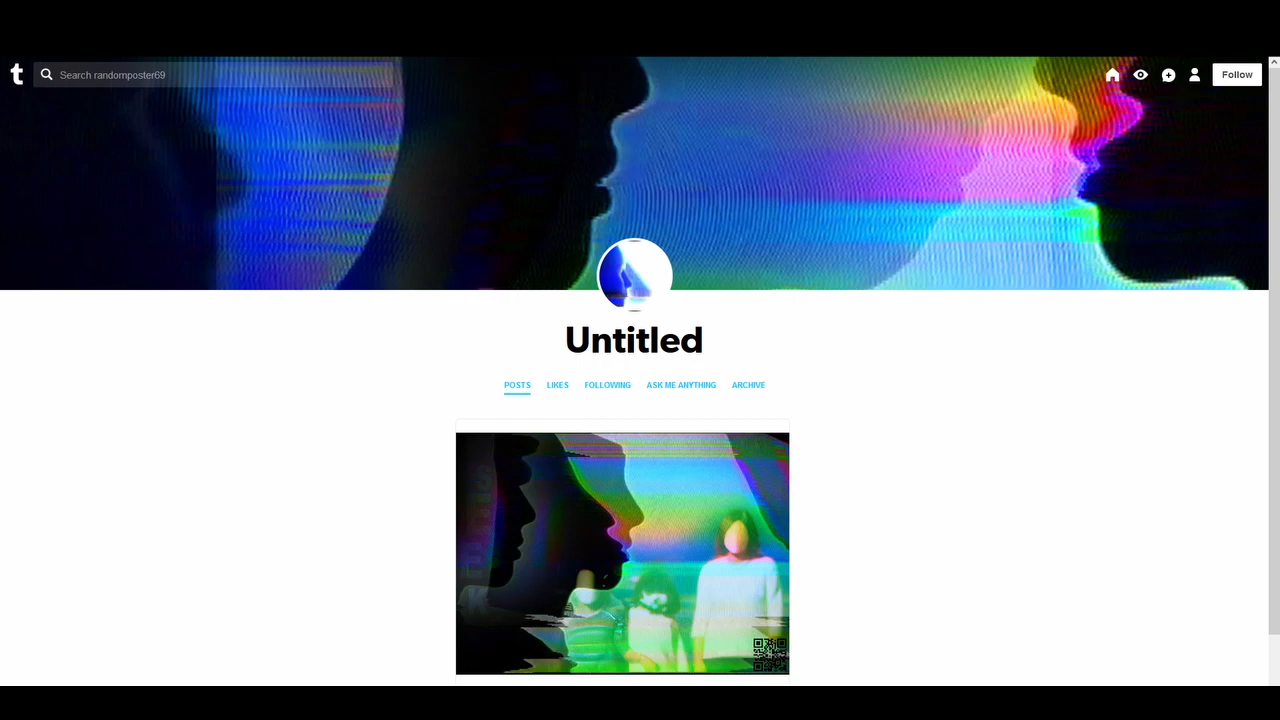 t
Search randomposter69
Follow
Untitled
POSTS LIKES FOLLOWING ASK ME ANYTHING ARCHIVE